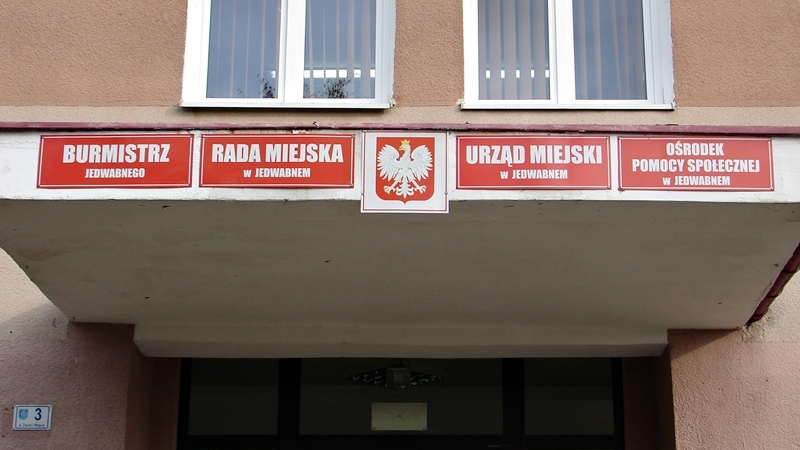 BURMISTRZ
JEDWABNEGO
RADA MIEJSKA
w JEDWABNEM
URZĄD MIEJSKI
w JEDWABNEM
OŚRODEK
POMOCY SPOŁECZNEJ
w JEDWABNEM
3